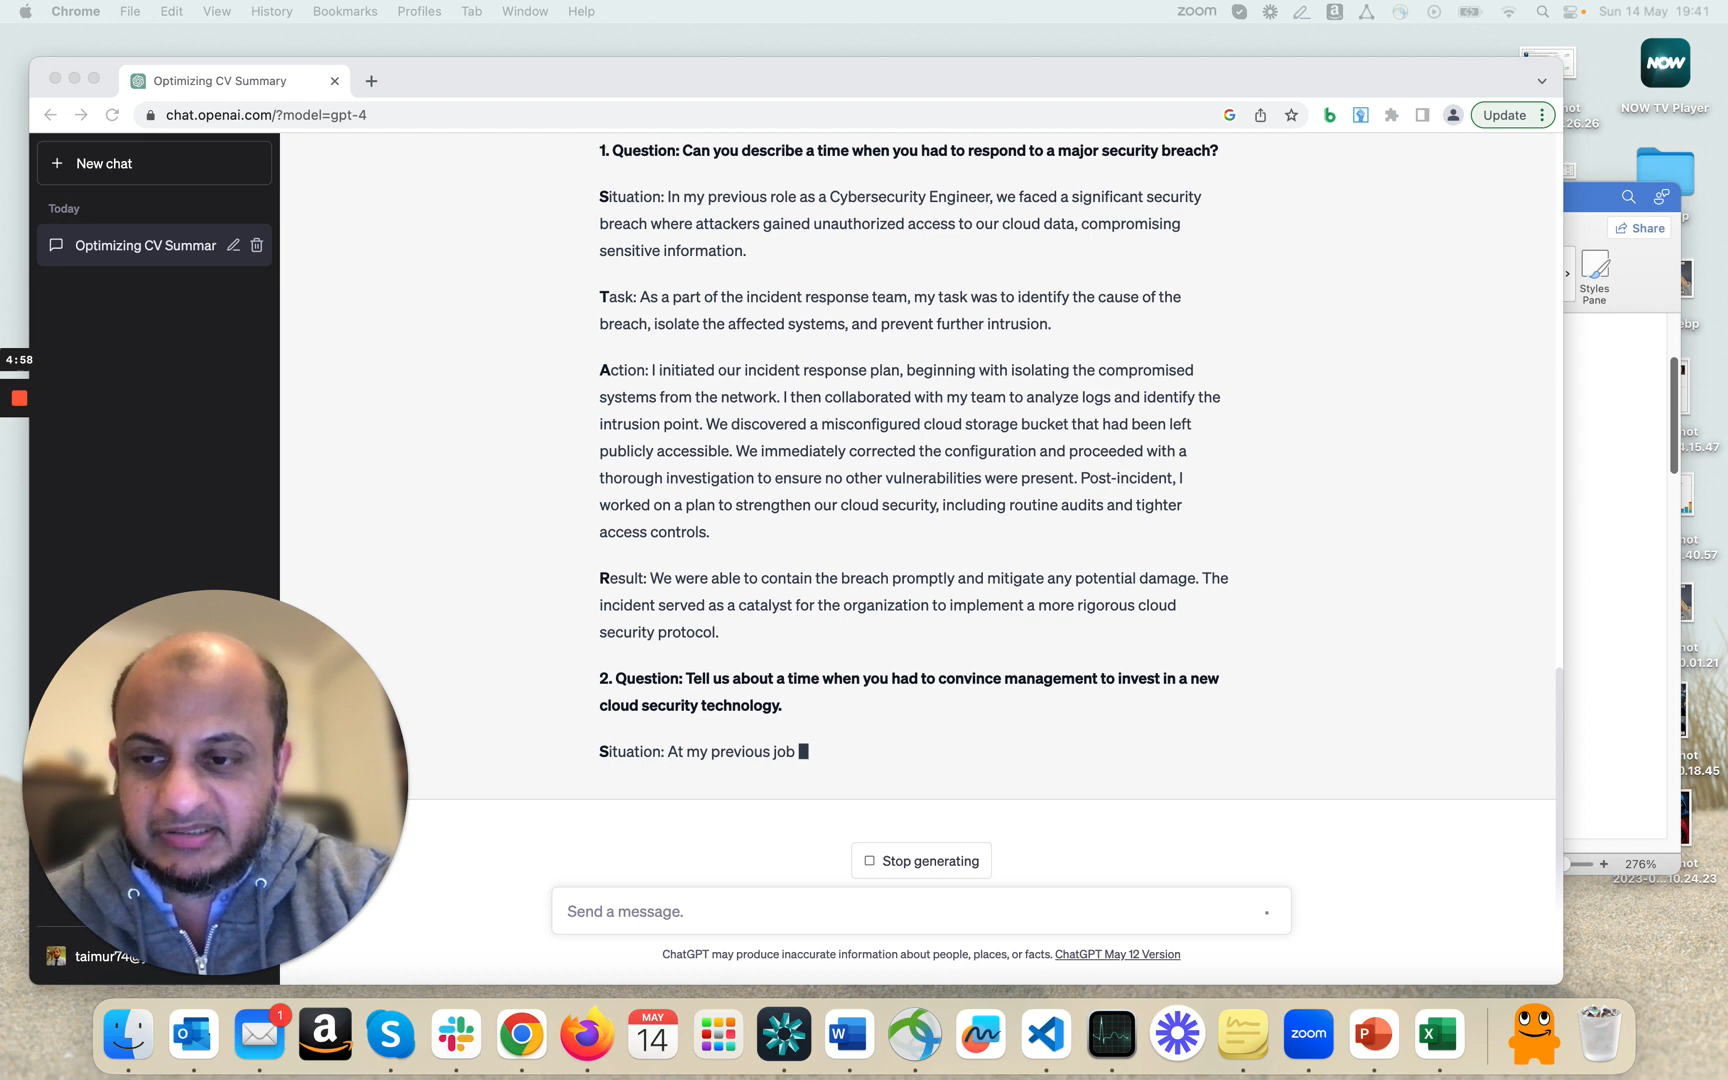 Chrome File Edit View History Bookmarks Profiles Tab Window Help
zoom
Sun 14 May 19:41
Optimizing CV Summary
chat.openai.com/?model=gpt-4
Update
NOW
NOW TV Player
New chat
Today
Optimizing CV Summar
4:58
1. Question: Can you describe a time when you had to respond to a major security breach?
Situation: In my previous role as a Cybersecurity Engineer, we faced a significant security
breach where attackers gained unauthorized access to our cloud data, compromising
sensitive information.
Task: As a part of the incident response team, my task was to identify the cause of the
breach, isolate the affected systems, and prevent further intrusion.
Action: I initiated our incident response plan, beginning with isolating the compromised
systems from the network. I then collaborated with my team to analyze logs and identify the
intrusion point. We discovered a misconfigured cloud storage bucket that had been left
publicly accessible. We immediately corrected the configuration and proceeded with a
thorough investigation to ensure no other vulnerabilities were present. Post-incident, I
worked on a plan to strengthen our cloud security, including routine audits and tighter
access controls.
Result: We were able to contain the breach promptly and mitigate any potential damage. The
incident served as a catalyst for the organization to implement a more rigorous cloud
security protocol.
2. Question: Tell us about a time when you had to convince management to invest in a new
cloud security technology.
Situation: At my previous job
Stop generating
Send a message.
ChatGPT may produce inaccurate information about people, places, or facts. ChatGPT May 12 Version
taimur74@
Share
Styles
Pane
276%
2023-0...10.24.23
1
MAY
14
zoom